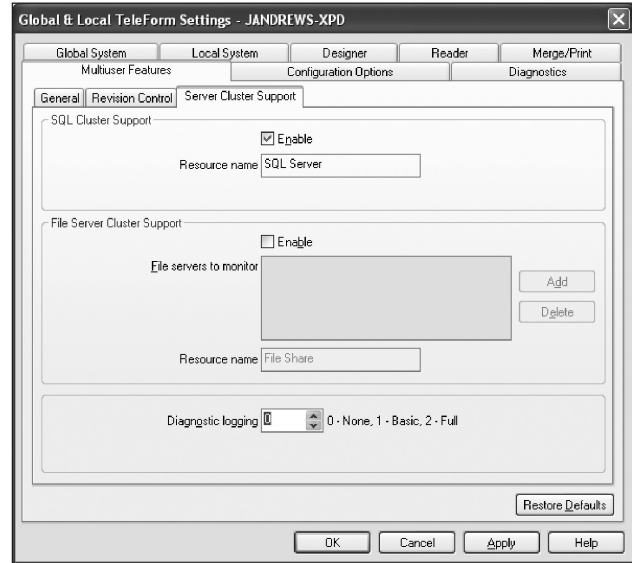 Global & Local TeleForm Settings - JANDREWS-XPD
Global System Local System Designer Reader Merge/Print
Multiuser Features Configuration Options Diagnostics
General Revision Control Server Cluster Support
SQL Cluster Support
Enable
Resource name SQL Server
File Server Cluster Support
Enable
File servers to monitor
Add
Delete
Resource name File Share
Diagnostic logging 0 0 - None, 1 - Basic, 2 - Full
Restore Defaults
OK Cancel Apply Help